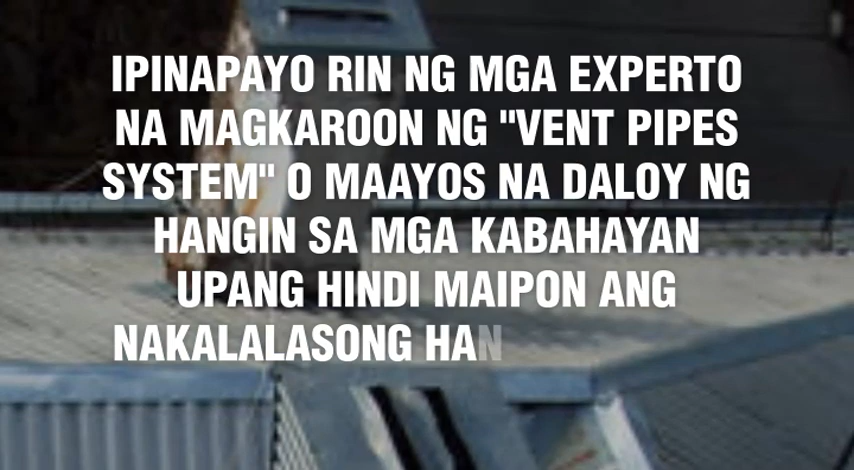 IPINAPAYO RIN NG MGA EXPERTO
NA MAGKAROON NG "VENT PIPES
SYSTEM" O MAAYOS NA DALOY NG
HANGIN SA MGA KABAHAYAN
UPANG HINDI MAIPON ANG
NAKALALASONG HAN